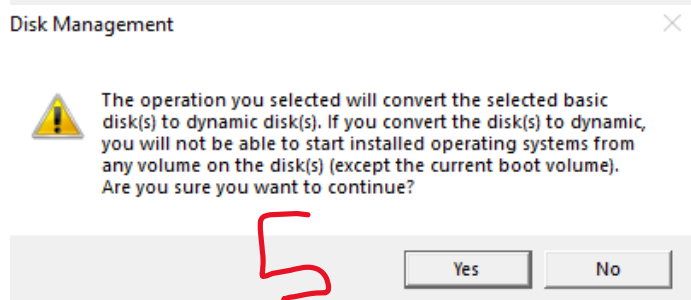 Disk Management
The operation you selected will convert the selected basic
disk(s) to dynamic disk(s). If you convert the disk(s) to dynamic,
you will not be able to start installed operating systems from
any volume on the disk(s) (except the current boot volume).
Are you sure you want to continue?
5
Yes No